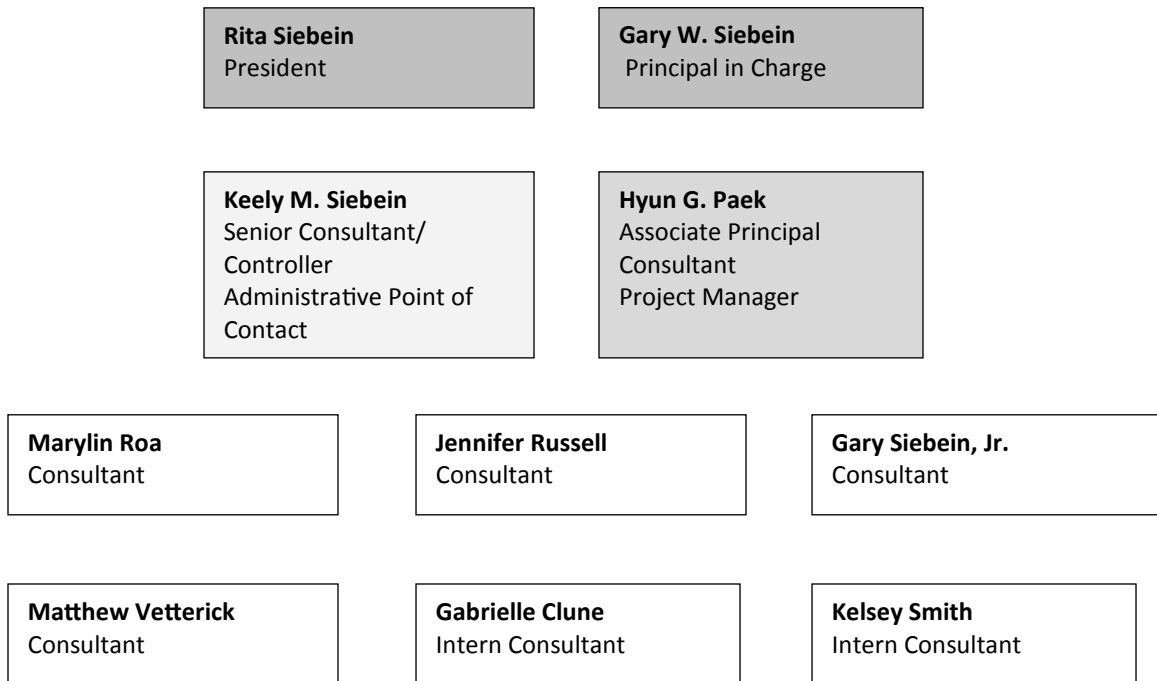 Rita Siebein
President
Gary W. Siebein
Principal in Charge
Keely M. Siebein
Senior Consultant/
Controller
Administrative Point of
Contact
Hyun G. Paek
Associate Principal
Consultant
Project Manager
Marylin Roa
Consultant
Jennifer Russell
Consultant
Gary Siebein, Jr.
Consultant
Matthew Vetterick
Consultant
Gabrielle Clune
Intern Consultant
Kelsey Smith
Intern Consultant